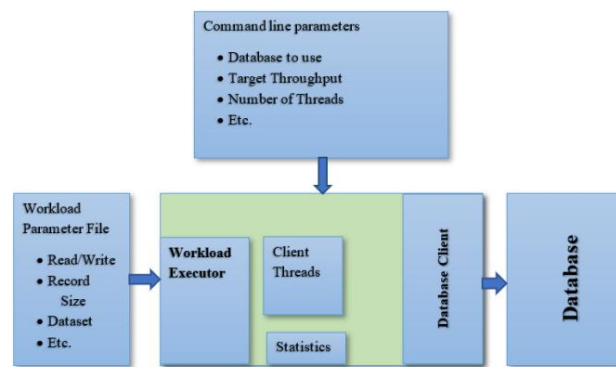 Command line parameters
• Database to use
• Target Throughput
• Number of Threads
• Etc.
Workload
Parameter File
• Read/Write
• Record
Size
• Dataset
• Etc.
Workload
Executor
Client
Threads
Statistics
Database Client
Database